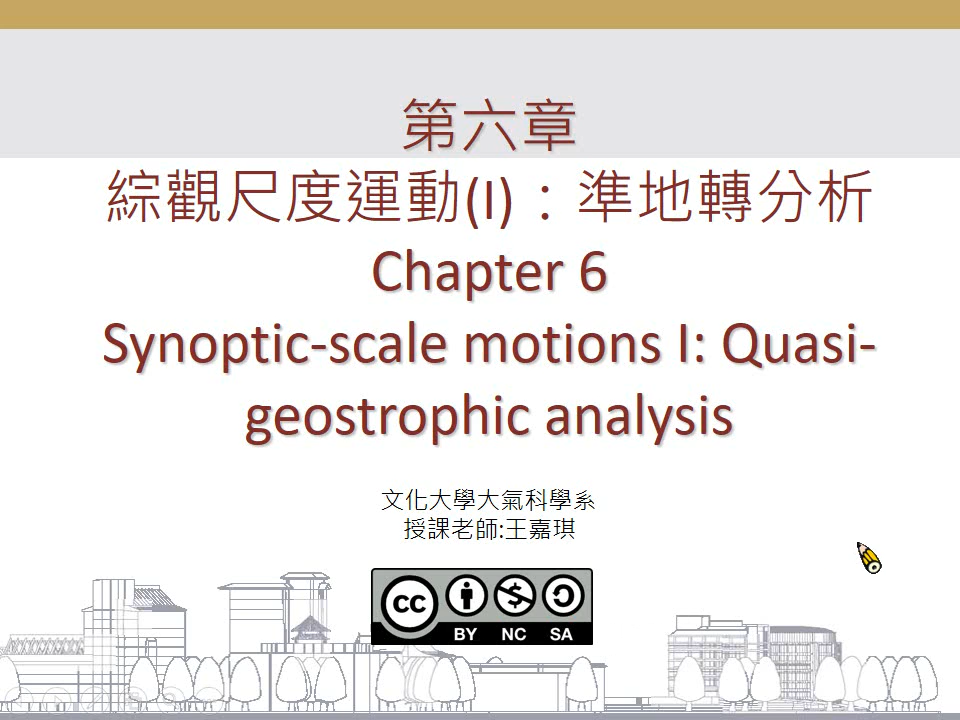 第六章
綜觀尺度運動(I)：準地轉分析
Chapter 6
Synoptic-scale motions I: Quasi-
geostrophic analysis
文化大學大氣科學系
授課老師:王嘉琪
cc
BY NC SA